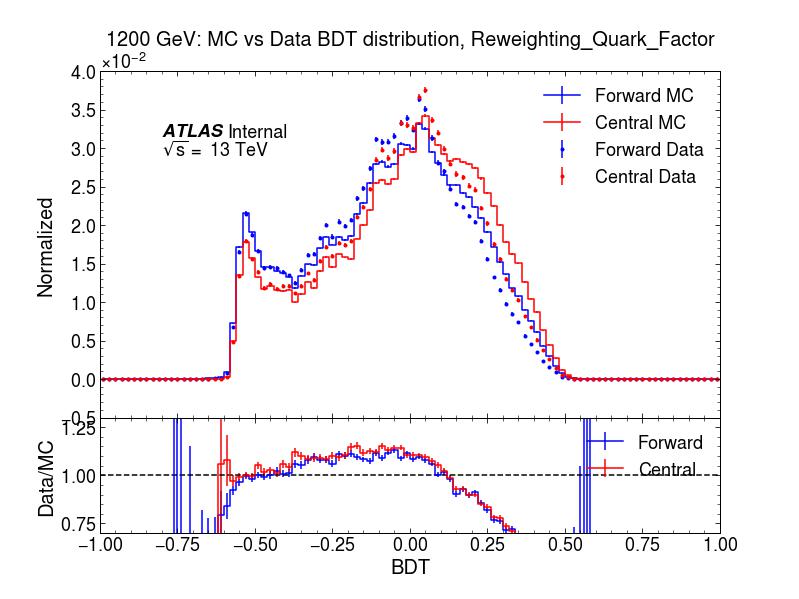 1200 GeV: MC vs Data BDT distribution, Reweighting_Quark_Factor
×10⁻²
4.0
3.5
3.0
2.5
2.0
1.5
1.0
0.5
0.0
−0.5
Normalized
ATLAS Internal
√s = 13 TeV
Forward MC
Central MC
Forward Data
Central Data
1.25
1.00
0.75
Data/MC
Forward
Central
−1.00 −0.75 −0.50 −0.25 0.00 0.25 0.50 0.75 1.00
BDT